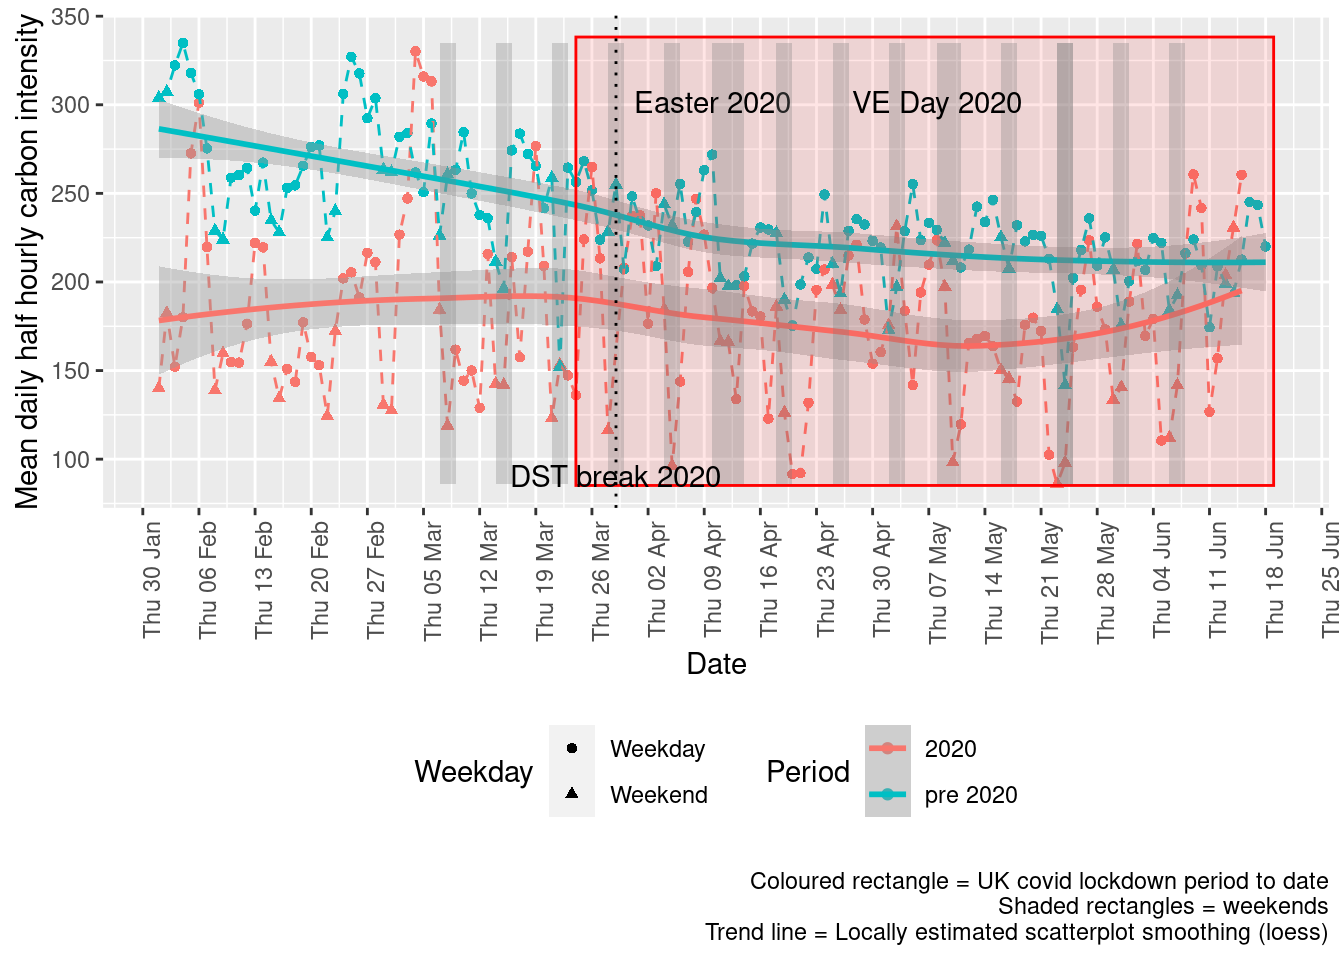 Mean daily half hourly carbon intensity
350
300
250
200
150
100
Easter 2020
VE Day 2020
DST break 2020
Thu 30 Jan
Thu 06 Feb
Thu 13 Feb
Thu 20 Feb
Thu 27 Feb
Thu 05 Mar
Thu 12 Mar
Thu 19 Mar
Thu 26 Mar
Thu 02 Apr
Thu 09 Apr
Thu 16 Apr
Thu 23 Apr
Thu 30 Apr
Thu 07 May
Thu 14 May
Thu 21 May
Thu 28 May
Thu 04 Jun
Thu 11 Jun
Thu 18 Jun
Thu 25 Jun
Date
Weekday
Weekday
Weekend
Period
2020
pre 2020
Coloured rectangle = UK covid lockdown period to date
Shaded rectangles = weekends
Trend line = Locally estimated scatterplot smoothing (loess)